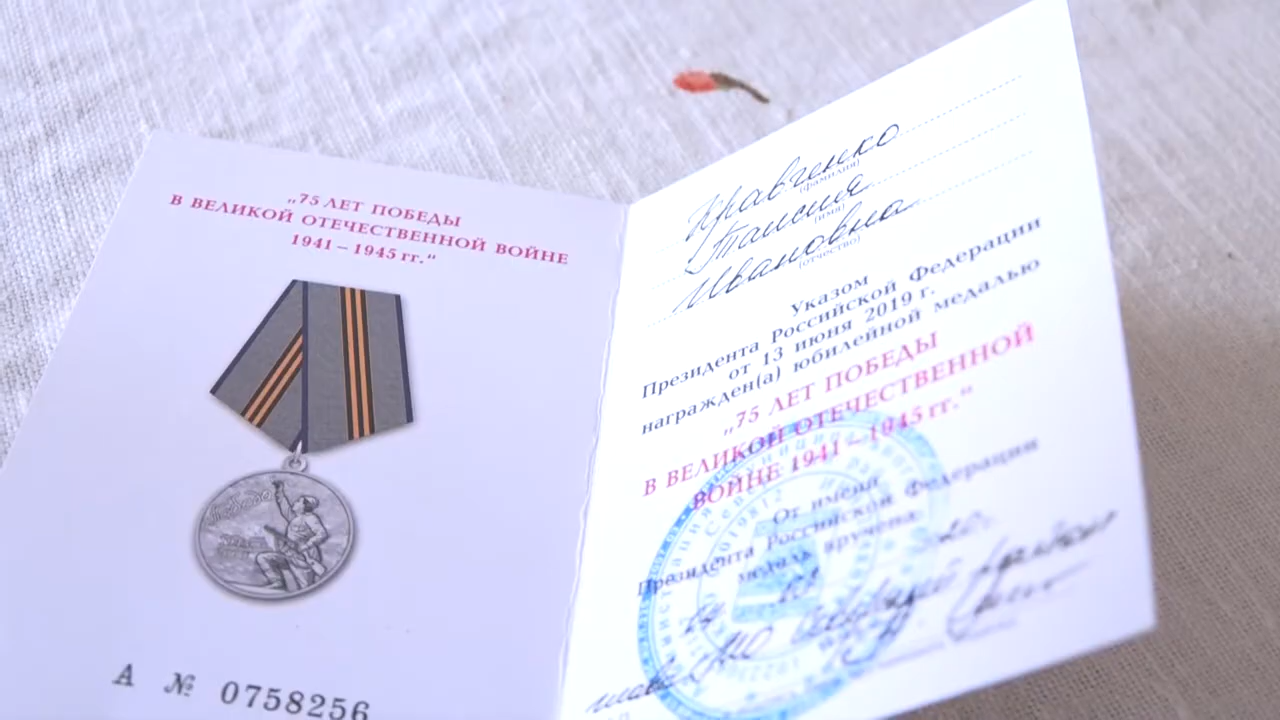 „75 ЛЕТ ПОБЕДЫ
В ВЕЛИКОЙ ОТЕЧЕСТВЕННОЙ ВОЙНЕ
1941 – 1945 гг.“
А № 0758256
Кравченко
(фамилия)
Таисия
(имя)
Ивановна
(отчество)
Указом
Президента Российской Федерации
от 13 июня 2019 г.
награжден(а) юбилейной медалью
„75 ЛЕТ ПОБЕДЫ
В ВЕЛИКОЙ ОТЕЧЕСТВЕННОЙ
ВОЙНЕ 1941 – 1945 гг.“
От имени
Президента Российской Федерации
медаль вручена
глава МО